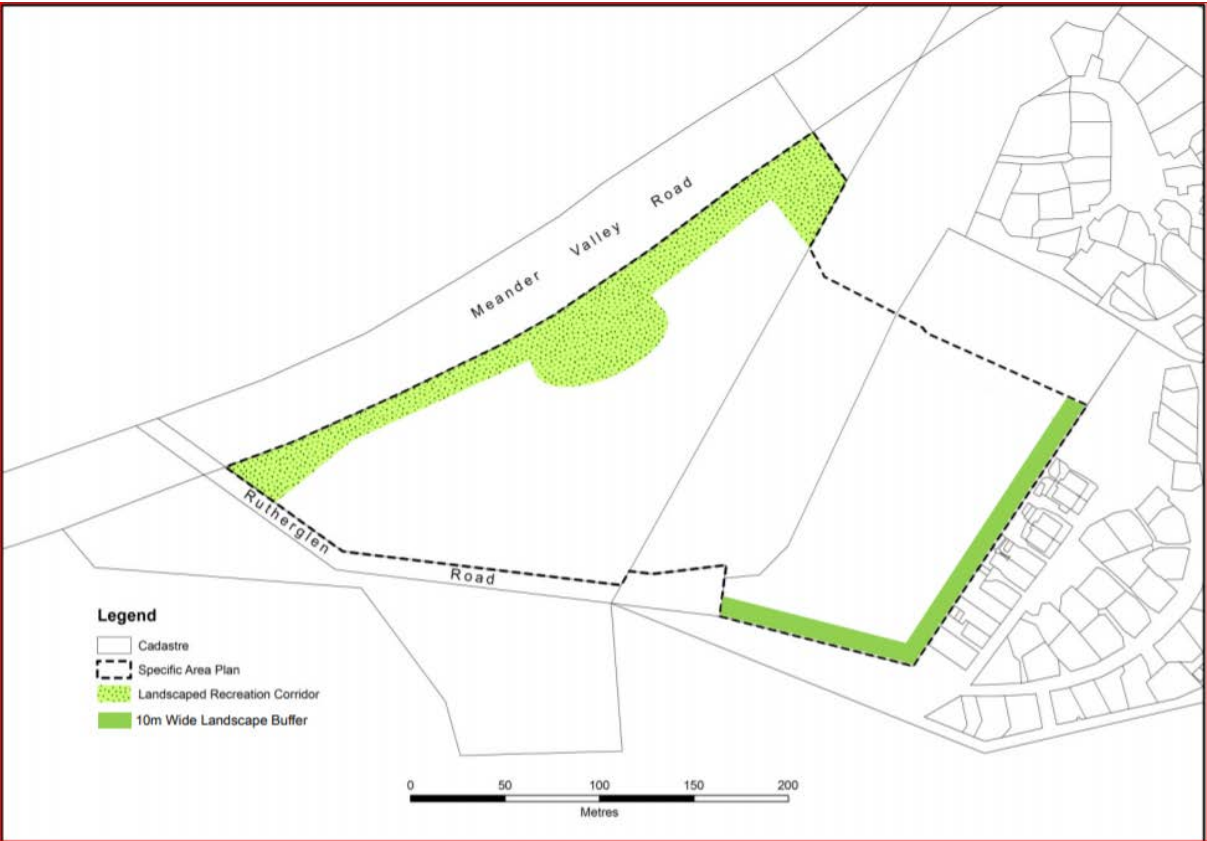 Meander Valley Road
Rutherglen
Road
Legend
Cadastre
Specific Area Plan
Landscaped Recreation Corridor
10m Wide Landscape Buffer
0 50 100 150 200
Metres